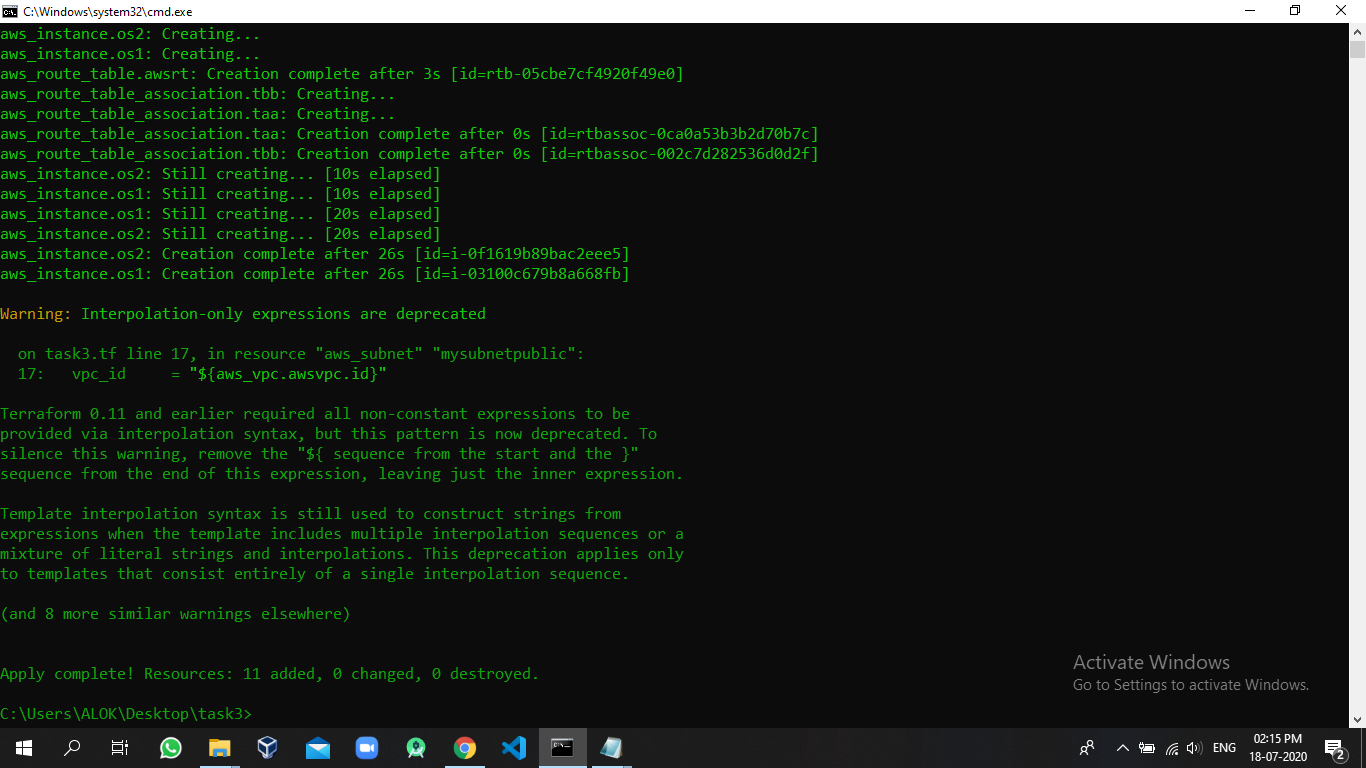 C:\Windows\system32\cmd.exe
aws_instance.os2: Creating...
aws_instance.os1: Creating...
aws_route_table.awsrt: Creation complete after 3s [id=rtb-05cbe7cf4920f49e0]
aws_route_table_association.tbb: Creating...
aws_route_table_association.taa: Creating...
aws_route_table_association.taa: Creation complete after 0s [id=rtbassoc-0ca0a53b3b2d70b7c]
aws_route_table_association.tbb: Creation complete after 0s [id=rtbassoc-002c7d282536d0d2f]
aws_instance.os2: Still creating... [10s elapsed]
aws_instance.os1: Still creating... [10s elapsed]
aws_instance.os1: Still creating... [20s elapsed]
aws_instance.os2: Still creating... [20s elapsed]
aws_instance.os2: Creation complete after 26s [id=i-0f1619b89bac2eee5]
aws_instance.os1: Creation complete after 26s [id=i-03100c679b8a668fb]
Warning: Interpolation-only expressions are deprecated
on task3.tf line 17, in resource "aws_subnet" "mysubnetpublic":
17:   vpc_id     = "${aws_vpc.awsvpc.id}"
Terraform 0.11 and earlier required all non-constant expressions to be
provided via interpolation syntax, but this pattern is now deprecated. To
silence this warning, remove the "${ sequence from the start and the }"
sequence from the end of this expression, leaving just the inner expression.
Template interpolation syntax is still used to construct strings from
expressions when the template includes multiple interpolation sequences or a
mixture of literal strings and interpolations. This deprecation applies only
to templates that consist entirely of a single interpolation sequence.
(and 8 more similar warnings elsewhere)
Apply complete! Resources: 11 added, 0 changed, 0 destroyed.
C:\Users\ALOK\Desktop\task3>
Activate Windows
Go to Settings to activate Windows.
ENG
02:15 PM
18-07-2020
2